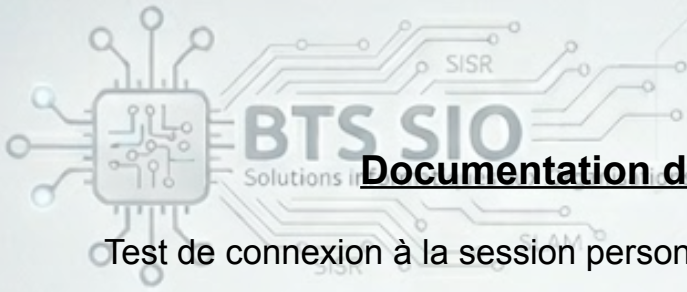 SISR
BTS SIO
Solutions
Documentation d
Test de connexion à la session person
SLAM
SISR